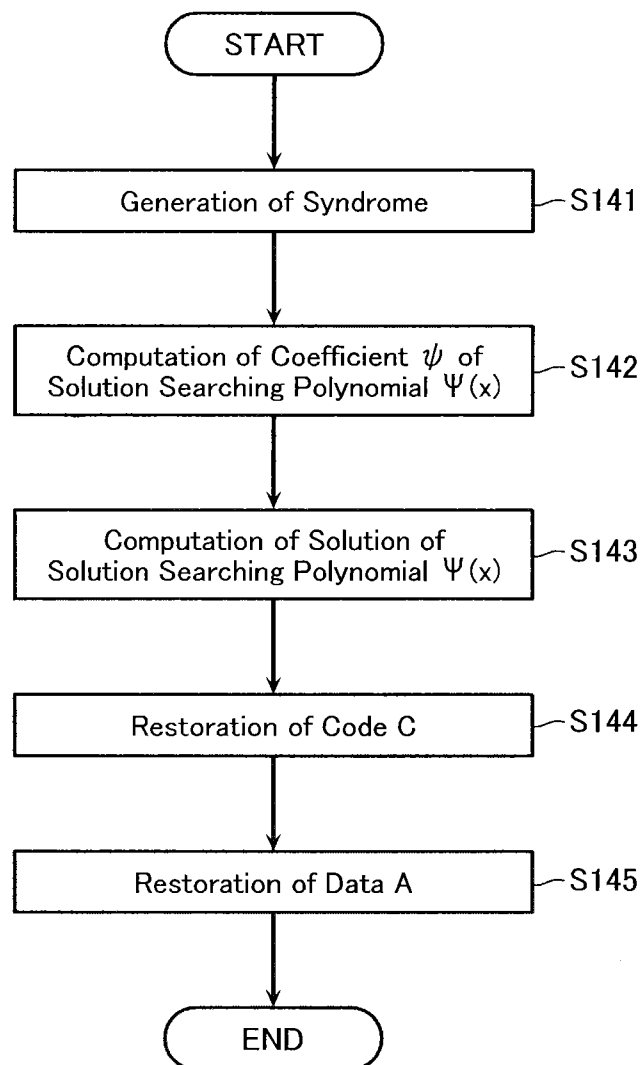 START
Generation of Syndrome
S141
Computation of Coefficient ψ of
Solution Searching Polynomial Ψ(x)
S142
Computation of Solution of
Solution Searching Polynomial Ψ(x)
S143
Restoration of Code C
S144
Restoration of Data A
S145
END